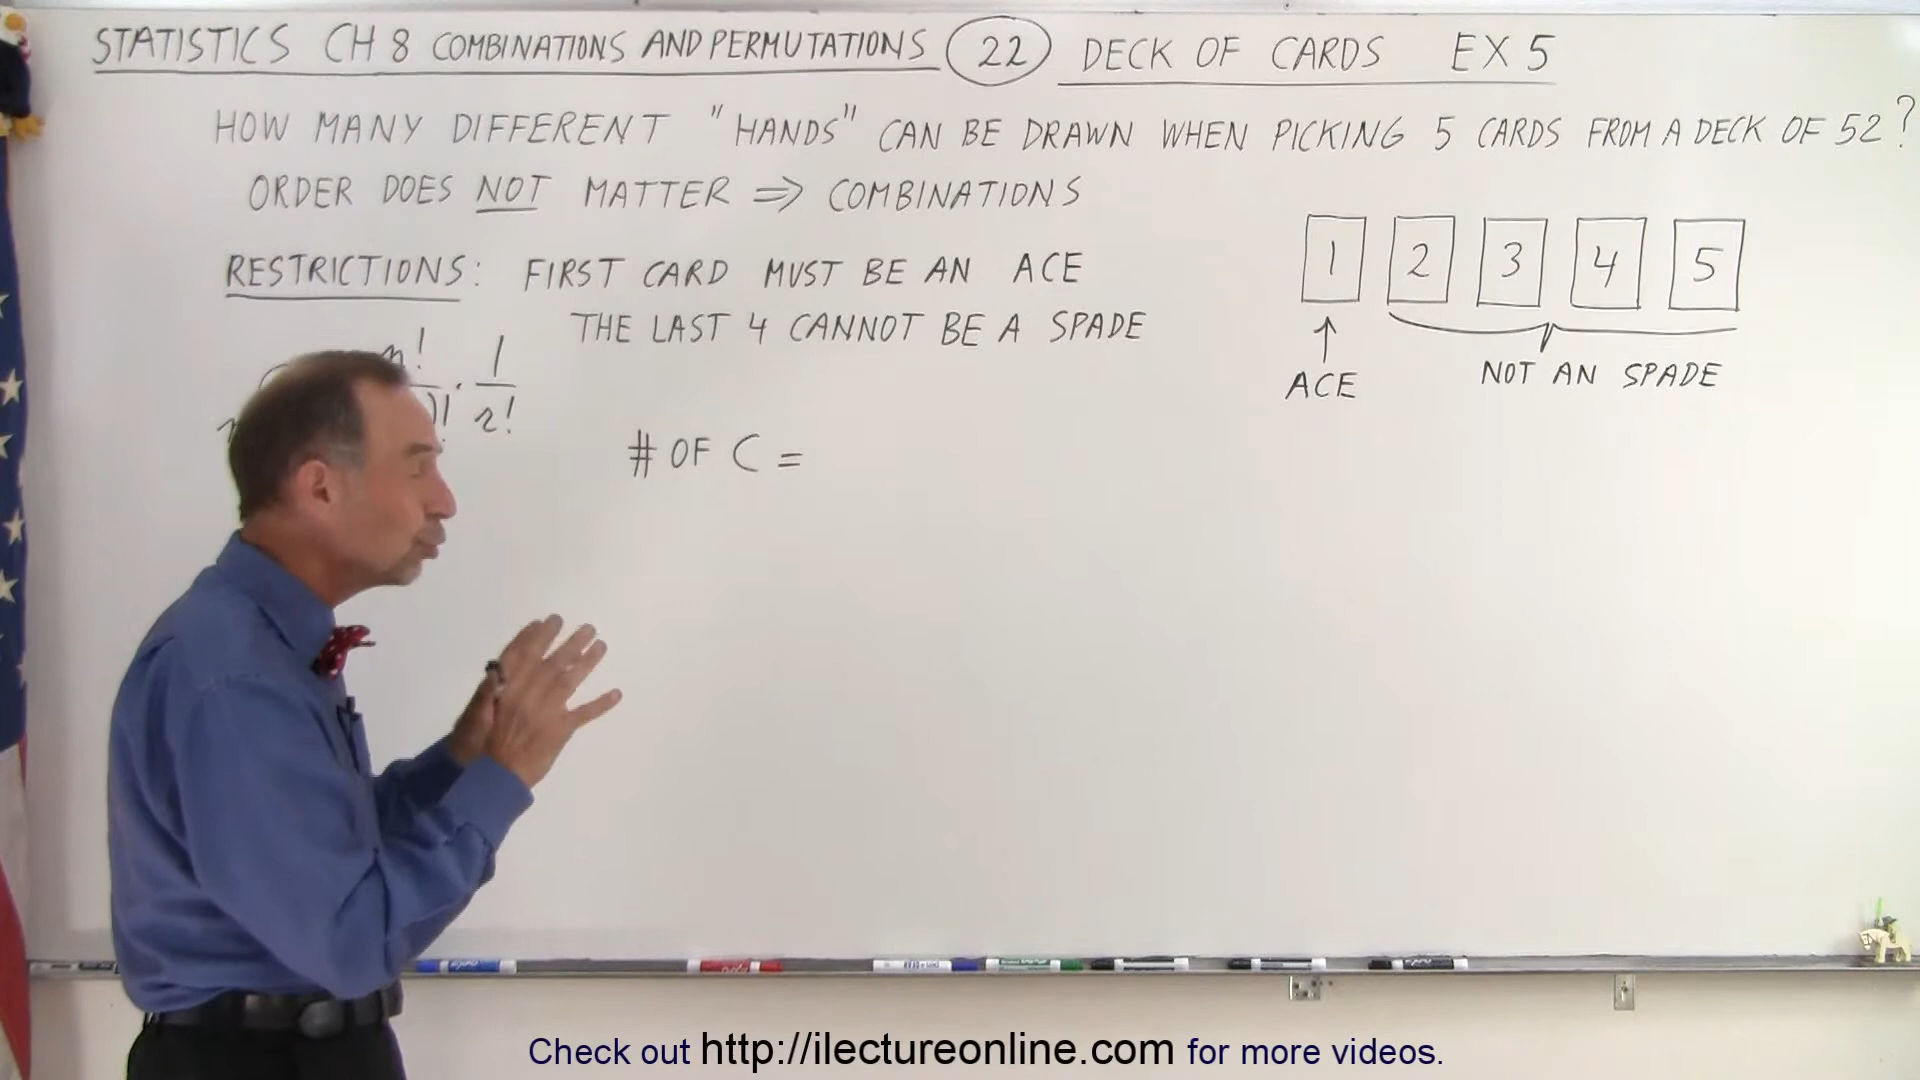 STATISTICS CH 8 COMBINATIONS AND PERMUTATIONS 22 DECK OF CARDS EX 5
HOW MANY DIFFERENT "HANDS" CAN BE DRAWN WHEN PICKING 5 CARDS FROM A DECK OF 52?
ORDER DOES NOT MATTER ⇒ COMBINATIONS
RESTRICTIONS: FIRST CARD MUST BE AN ACE
THE LAST 4 CANNOT BE A SPADE
1 2 3 4 5
ACE
NOT AN SPADE
n! · 1
)! r!
# OF C =
Check out http://ilectureonline.com for more videos.